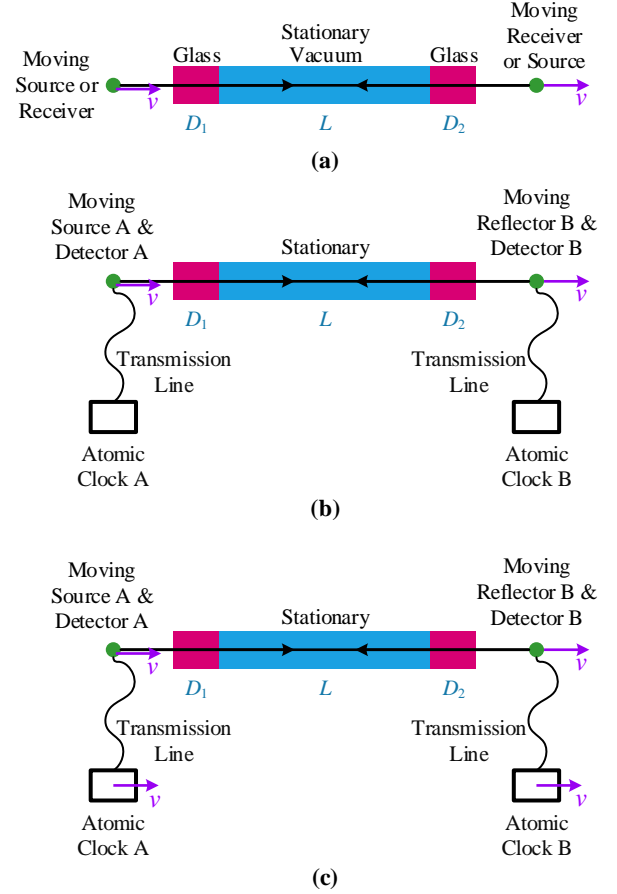 Moving
Source or
Receiver
Glass
Stationary
Vacuum
Glass
Moving
Receiver
or Source
v
v
D1
L
D2
(a)
Moving
Source A &
Detector A
Stationary
Moving
Reflector B &
Detector B
v
v
D1
L
D2
Transmission
Line
Transmission
Line
Atomic
Clock A
Atomic
Clock B
(b)
Moving
Source A &
Detector A
Stationary
Moving
Reflector B &
Detector B
v
v
D1
L
D2
Transmission
Line
Transmission
Line
v
v
Atomic
Clock A
Atomic
Clock B
(c)